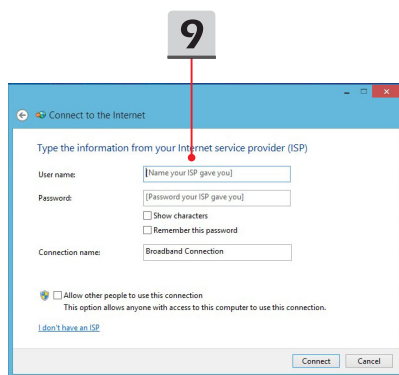 9
Connect to the Internet
Type the information from your Internet service provider (ISP)
User name: [Name your ISP gave you]
Password: [Password your ISP gave you]
Show characters
Remember this password
Connection name: Broadband Connection
Allow other people to use this connection
This option allows anyone with access to this computer to use this connection.
I don't have an ISP
Connect Cancel